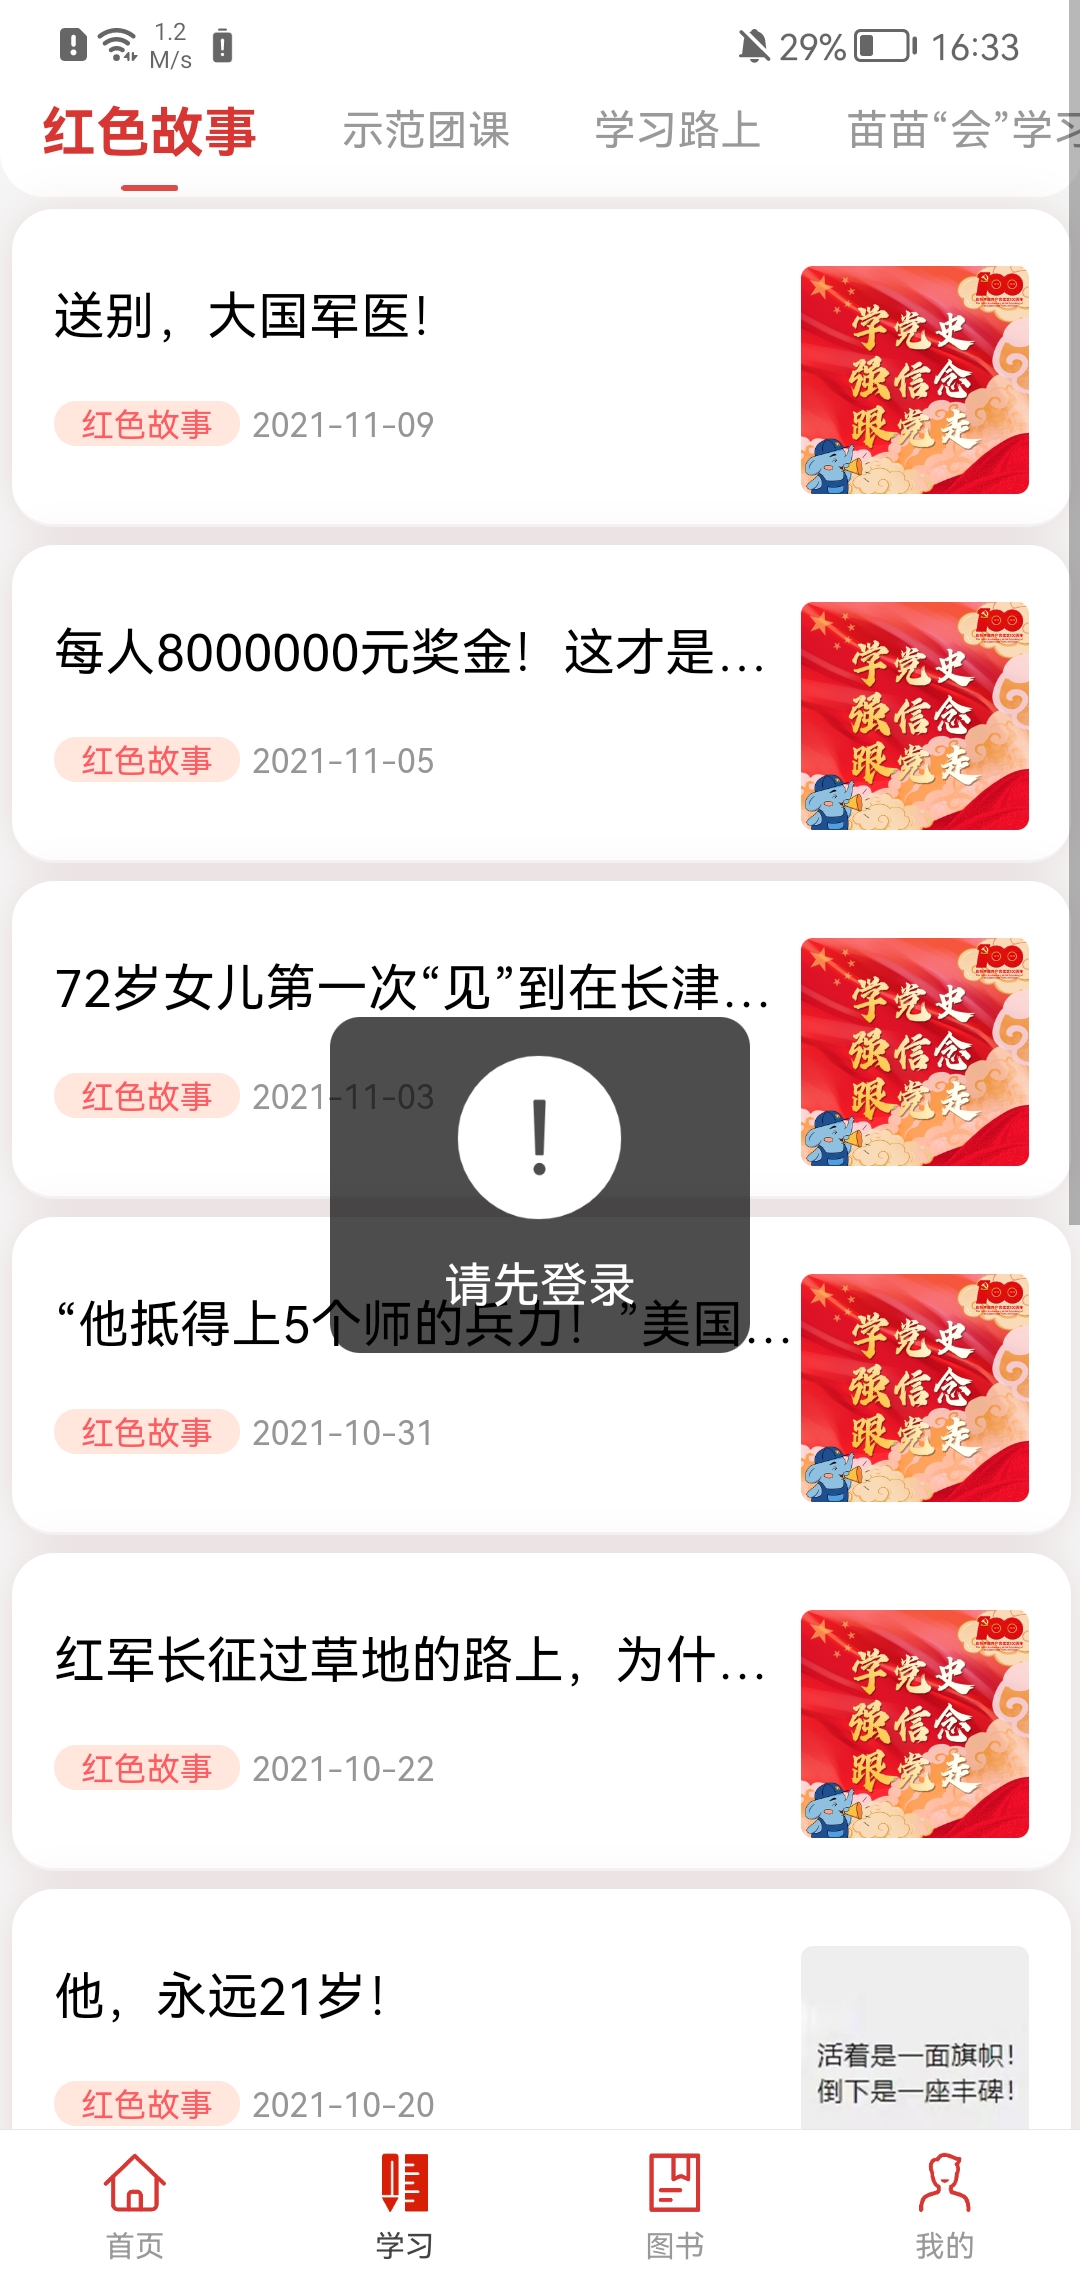 1.2
M/s
29%
16:33
红色故事
示范团课
学习路上
苗苗“会”学习
送别，大国军医！
红色故事 2021-11-09
学党史
强信念
跟党走
每人8000000元奖金！这才是...
红色故事 2021-11-05
学党史
强信念
跟党走
72岁女儿第一次“见”到在长津...
红色故事 2021-11-03
学党史
强信念
跟党走
请先登录
“他抵得上5个师的兵力！”美国...
红色故事 2021-10-31
学党史
强信念
跟党走
红军长征过草地的路上，为什...
红色故事 2021-10-22
学党史
强信念
跟党走
他，永远21岁！
红色故事 2021-10-20
活着是一面旗帜！
倒下是一座丰碑！
首页
学习
图书
我的